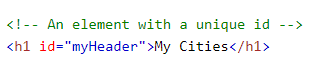 <!-- An element with a unique id -->
<h1 id="myHeader">My Cities</h1>